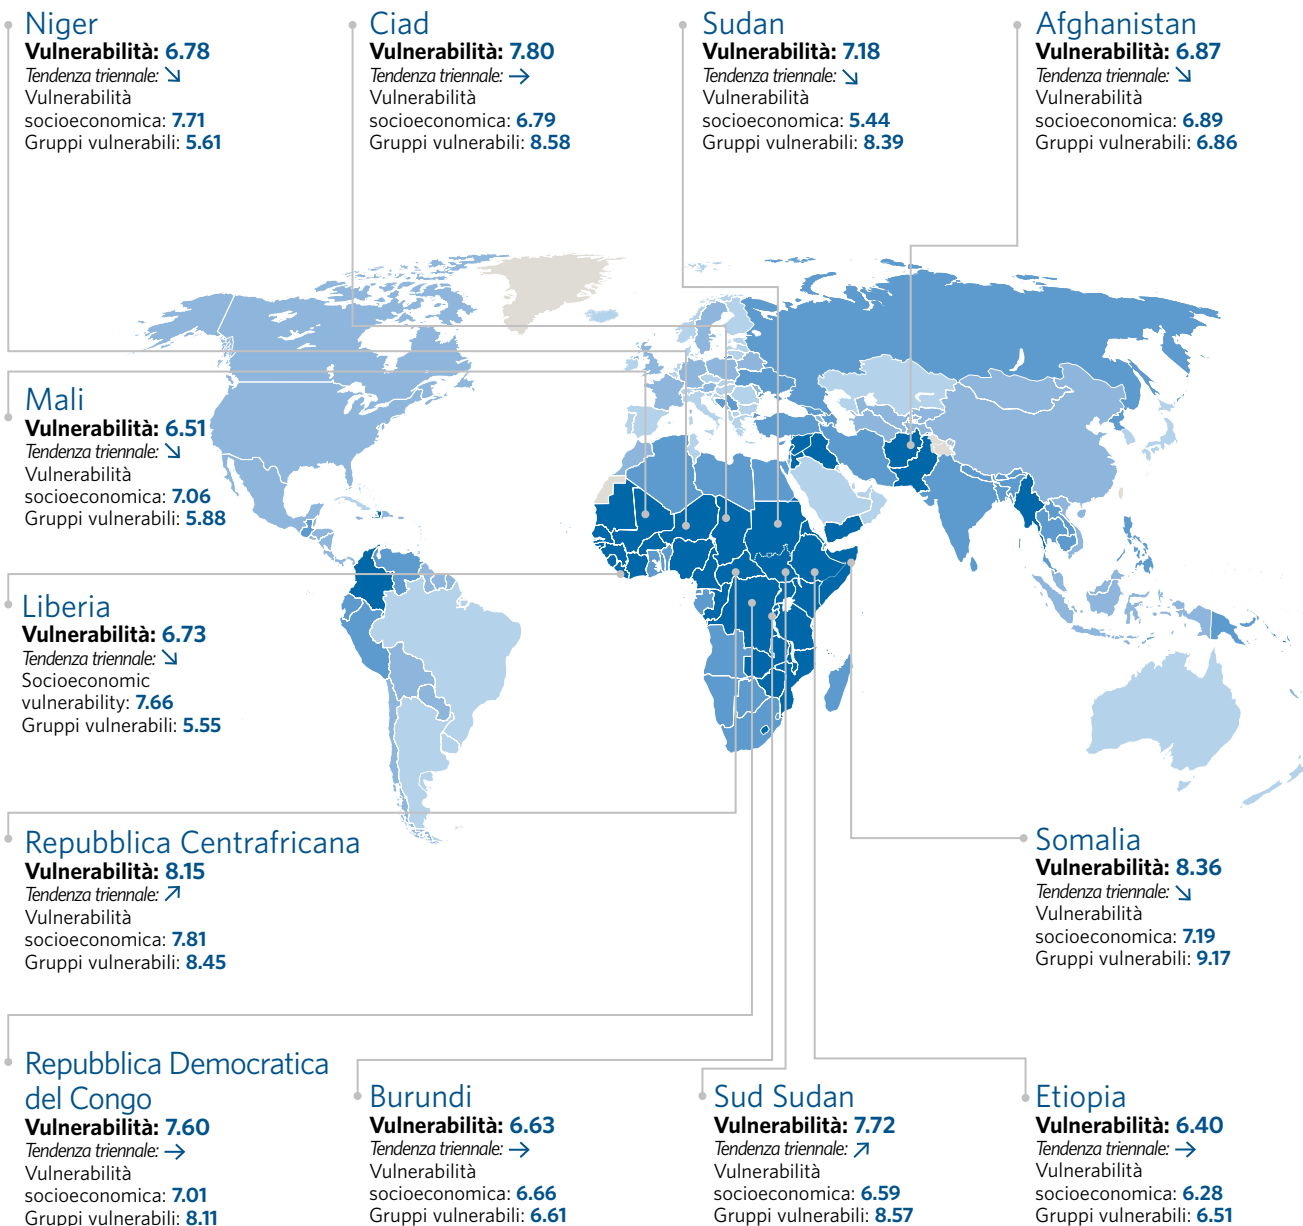 Niger
Vulnerabilità: 6.78
Tendenza triennale: ↘
Vulnerabilità
socioeconomica: 7.71
Gruppi vulnerabili: 5.61
Ciad
Vulnerabilità: 7.80
Tendenza triennale: →
Vulnerabilità
socioeconomica: 6.79
Gruppi vulnerabili: 8.58
Sudan
Vulnerabilità: 7.18
Tendenza triennale: ↘
Vulnerabilità
socioeconomica: 5.44
Gruppi vulnerabili: 8.39
Afghanistan
Vulnerabilità: 6.87
Tendenza triennale: ↘
Vulnerabilità
socioeconomica: 6.89
Gruppi vulnerabili: 6.86
Mali
Vulnerabilità: 6.51
Tendenza triennale: ↘
Vulnerabilità
socioeconomica: 7.06
Gruppi vulnerabili: 5.88
Liberia
Vulnerabilità: 6.73
Tendenza triennale: ↘
Socioeconomic
vulnerability: 7.66
Gruppi vulnerabili: 5.55
Repubblica Centrafricana
Vulnerabilità: 8.15
Tendenza triennale: ↗
Vulnerabilità
socioeconomica: 7.81
Gruppi vulnerabili: 8.45
Somalia
Vulnerabilità: 8.36
Tendenza triennale: ↘
Vulnerabilità
socioeconomica: 7.19
Gruppi vulnerabili: 9.17
Repubblica Democratica
del Congo
Vulnerabilità: 7.60
Tendenza triennale: →
Vulnerabilità
socioeconomica: 7.01
Gruppi vulnerabili: 8.11
Burundi
Vulnerabilità: 6.63
Tendenza triennale: →
Vulnerabilità
socioeconomica: 6.66
Gruppi vulnerabili: 6.61
Sud Sudan
Vulnerabilità: 7.72
Tendenza triennale: ↗
Vulnerabilità
socioeconomica: 6.59
Gruppi vulnerabili: 8.57
Etiopia
Vulnerabilità: 6.40
Tendenza triennale: →
Vulnerabilità
socioeconomica: 6.28
Gruppi vulnerabili: 6.51